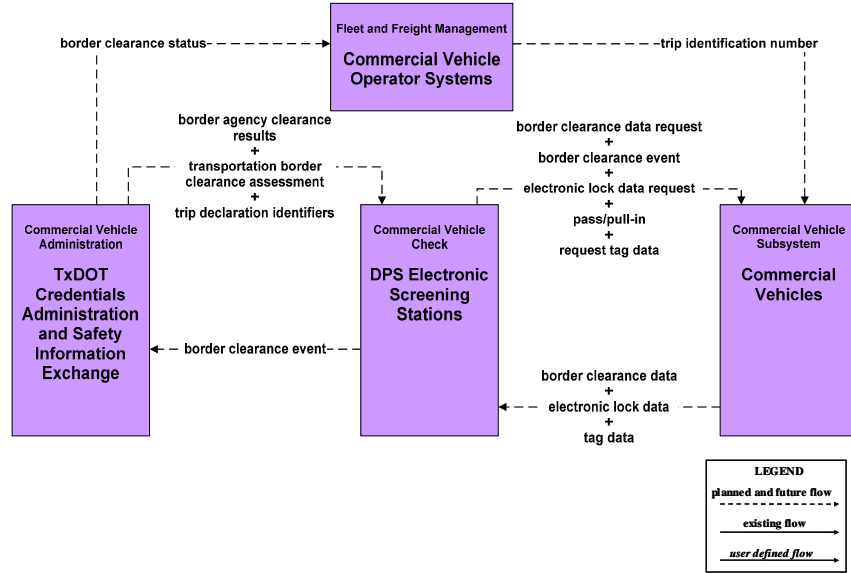 Fleet and Freight Management
Commercial Vehicle
Operator Systems
border clearance status
trip identification number
border agency clearance
results
+
transportation border
clearance assessment
+
trip declaration identifiers
border clearance data request
+
border clearance event
+
electronic lock data request
+
pass/pull-in
+
request tag data
Commercial Vehicle
Administration
TxDOT
Credentials
Administration
and Safety
Information
Exchange
Commercial Vehicle
Check
DPS Electronic
Screening
Stations
Commercial Vehicle
Subsystem
Commercial
Vehicles
border clearance event
border clearance data
+
electronic lock data
+
tag data
LEGEND
planned and future flow
existing flow
user defined flow